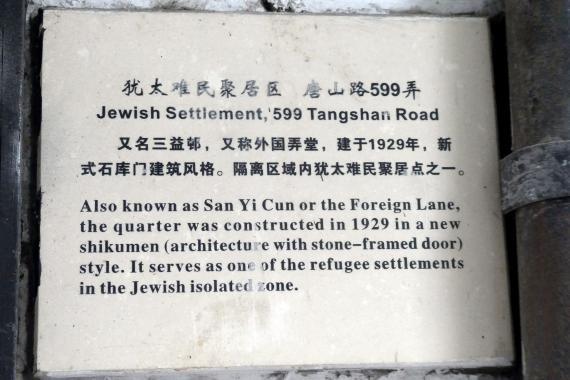 犹太难民聚居区 唐山路599弄
Jewish Settlement, 599 Tangshan Road
又名三益邨，又称外国弄堂，建于1929年，新
式石库门建筑风格。隔离区域内犹太难民聚居点之一。
Also known as San Yi Cun or the Foreign Lane,
the quarter was constructed in 1929 in a new
shikumen (architecture with stone-framed door)
style. It serves as one of the refugee settlements
in the Jewish isolated zone.